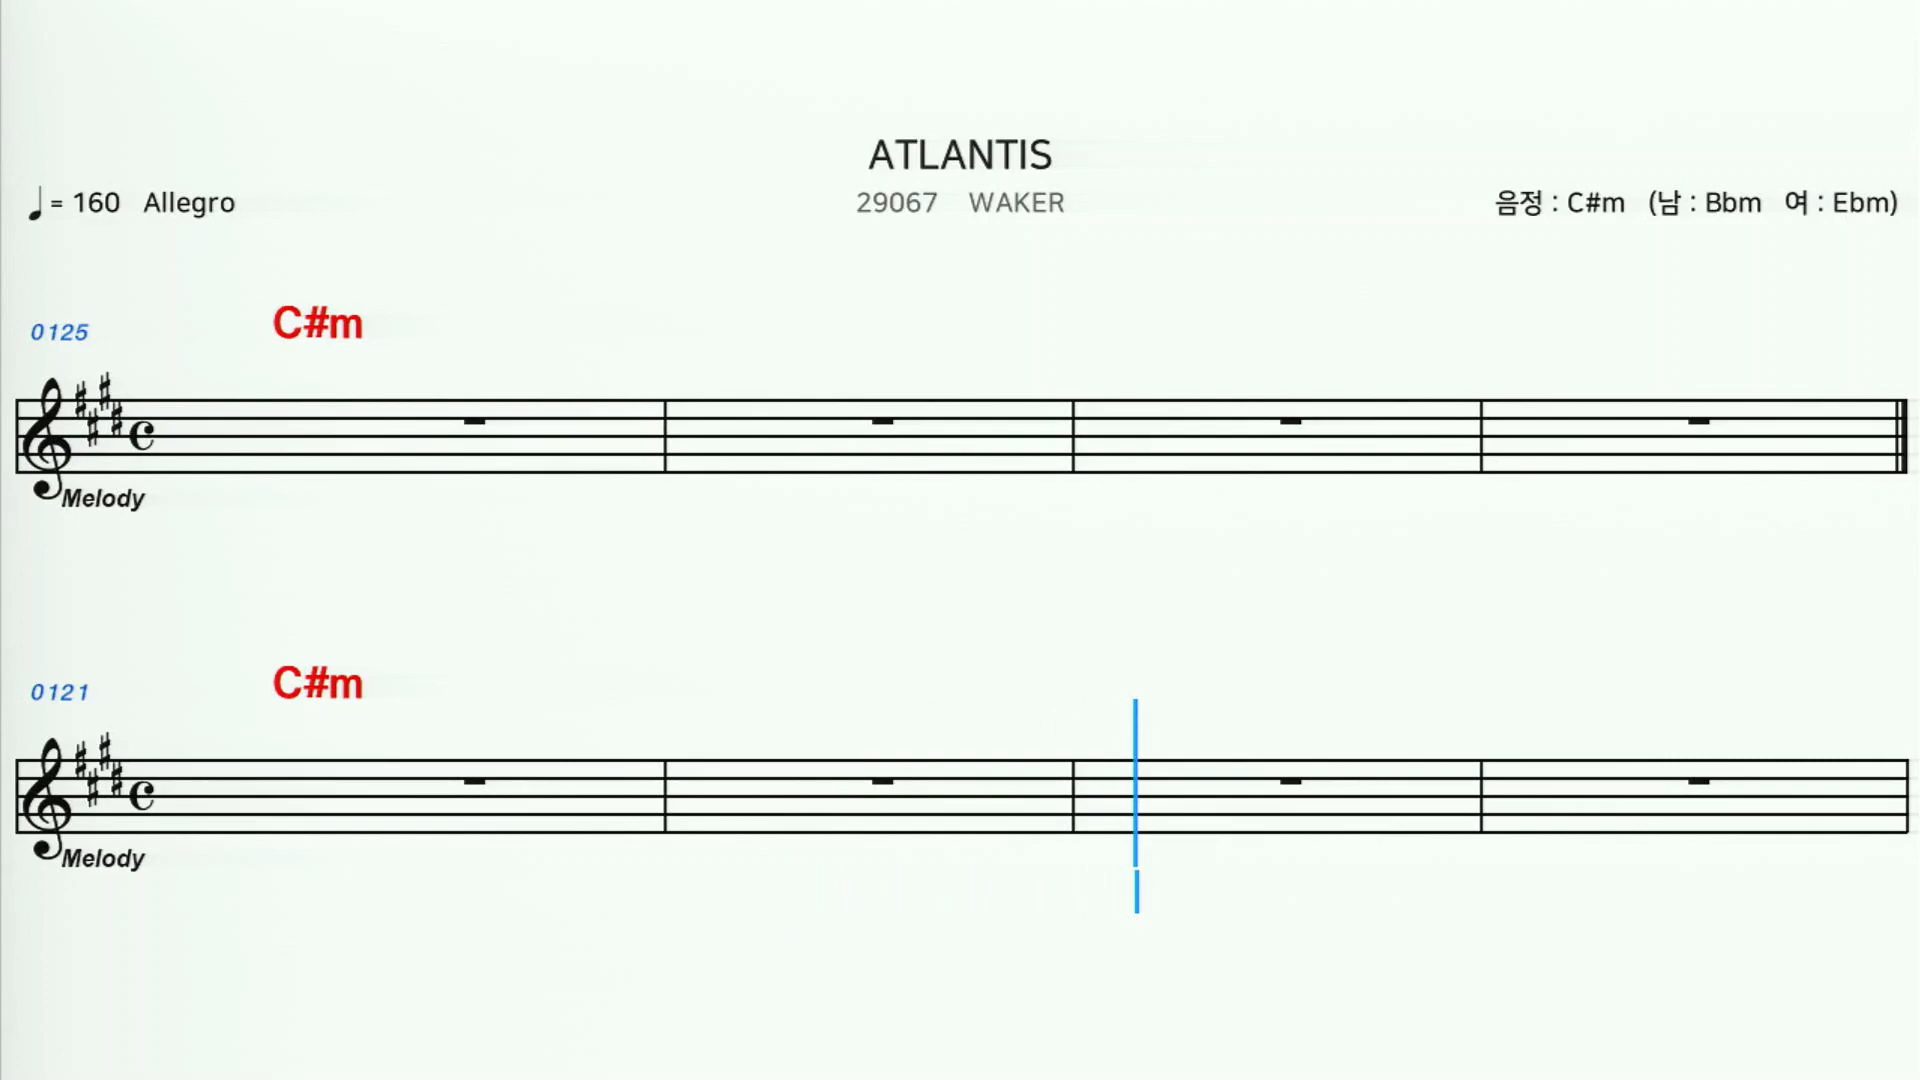 ATLANTIS
= 160 Allegro
29067 WAKER
음정 : C#m (남 : Bbm 여 : Ebm)
0125
C#m
Melody
0121
C#m
Melody